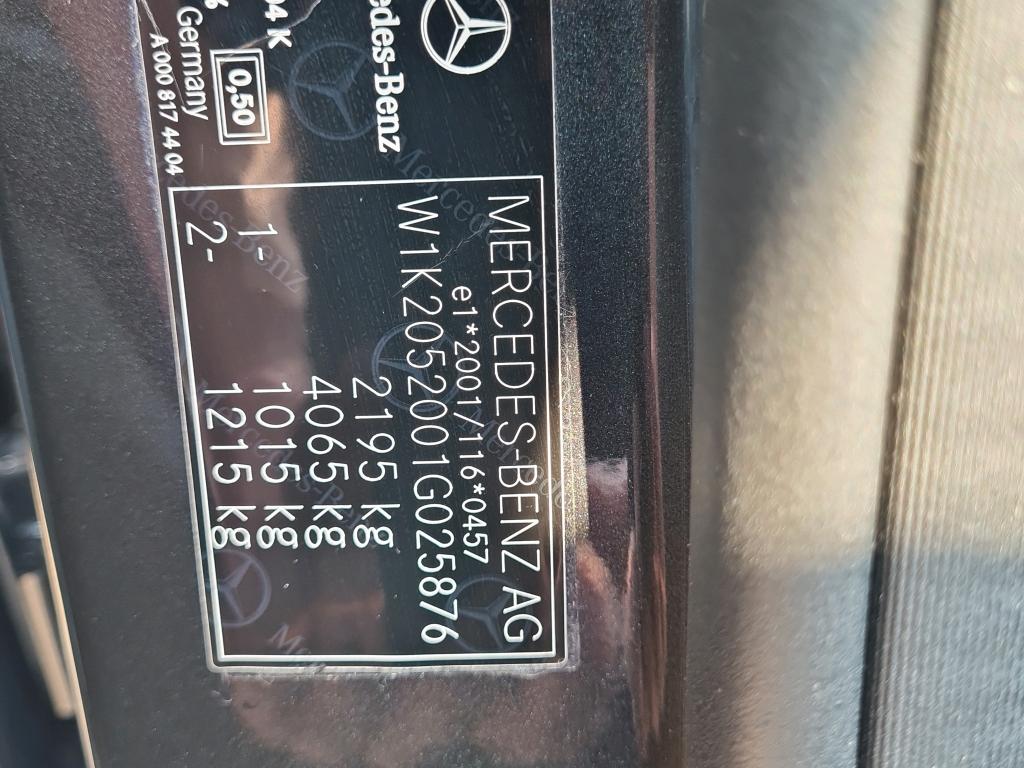 MERCEDES-BENZ AG
e1*2001/116*0457
W1K2052001G025876
2195 kg
4065 kg
1- 1015 kg
2- 1215 kg
Mercedes-Benz
04 K
0,50
Germany
A 000 817 44 04